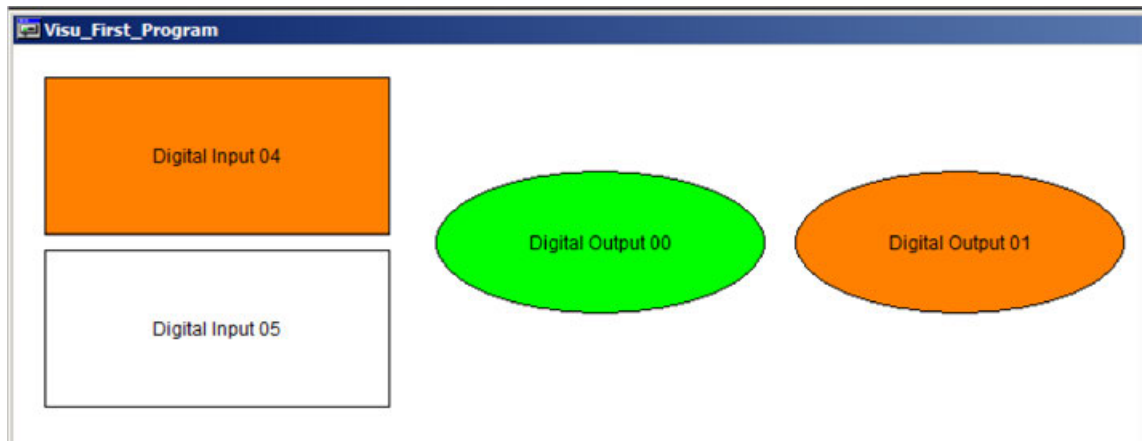 Visu_First_Program
Digital Input 04
Digital Output 00
Digital Output 01
Digital Input 05